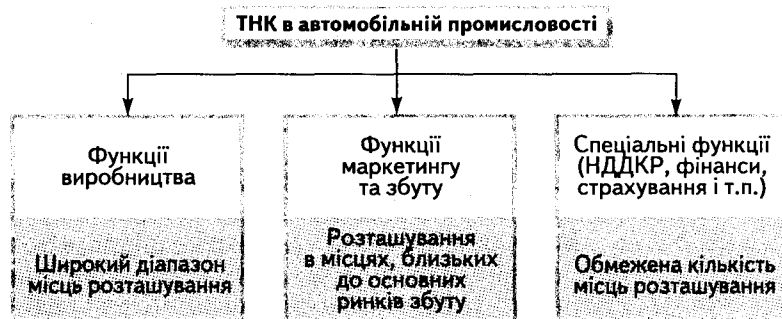 ТНК в автомобільній промисловості
Функції
виробництва
Широкий діапазон
місць розташування
Функції
маркетингу
та збуту
Розташування
в місцях, близьких
до основних
ринків збуту
Спеціальні функції
(НДДКР, фінанси,
страхування і т.п.)
Обмежена кількість
місць розташування